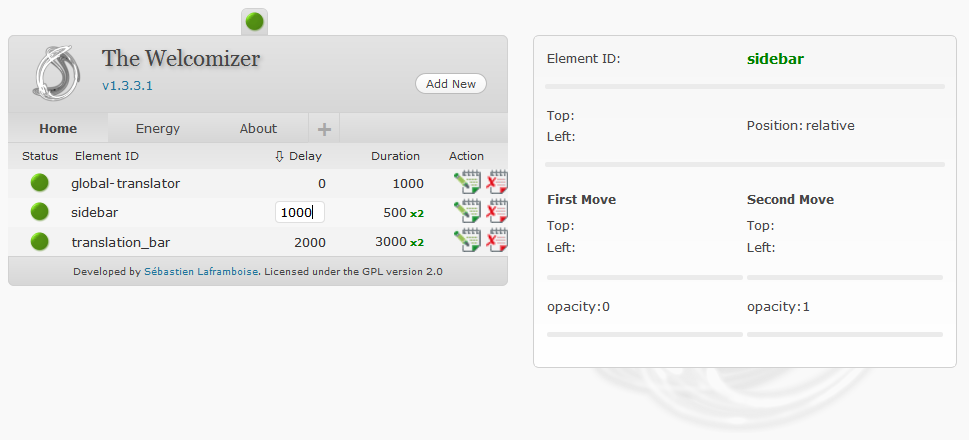 The Welcomizer
v1.3.3.1
Add New
Home Energy About +
Status Element ID ⇩ Delay Duration Action
global-translator 0 1000
sidebar 1000 500 x2
translation_bar 2000 3000 x2
Developed by Sébastien Laframboise. Licensed under the GPL version 2.0
Element ID: sidebar
Top:
Left:
Position: relative
First Move Second Move
Top: Top:
Left: Left:
opacity:0 opacity:1